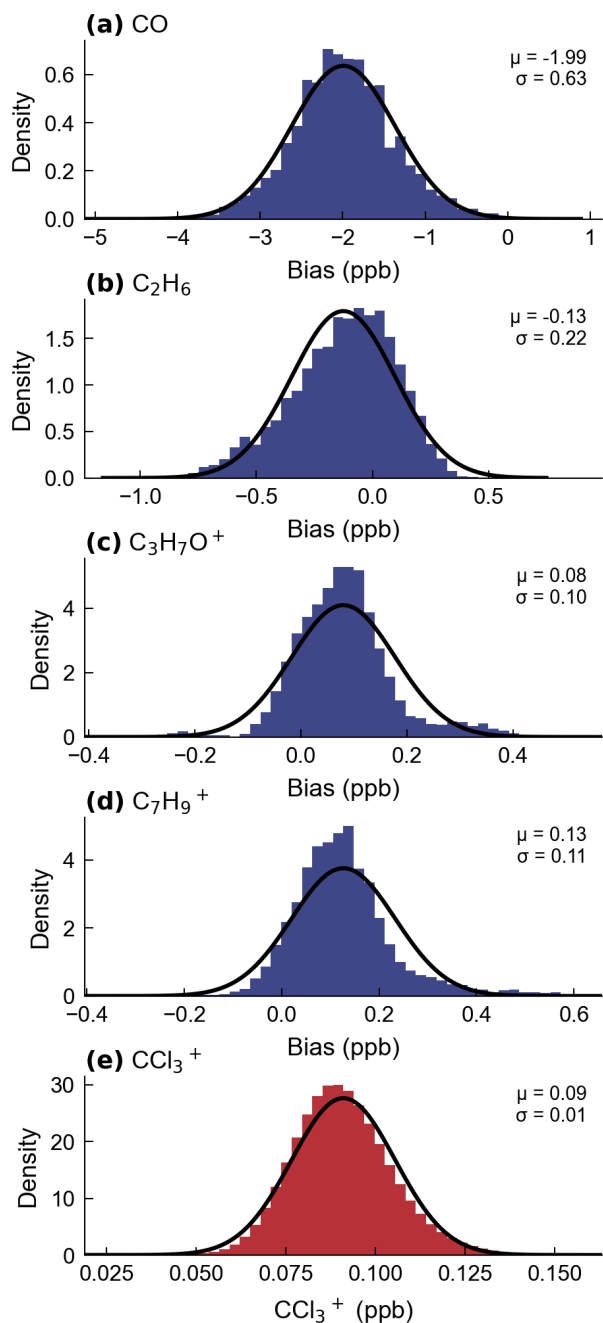 (a) CO
μ = -1.99
σ = 0.63
Density
0.6
0.4
0.2
0.0
−5 −4 −3 −2 −1 0 1
Bias (ppb)
(b) C₂H₆
μ = -0.13
σ = 0.22
Density
1.5
1.0
0.5
0.0
−1.0 −0.5 0.0 0.5
Bias (ppb)
(c) C₃H₇O⁺
μ = 0.08
σ = 0.10
Density
4
2
0
−0.4 −0.2 0.0 0.2 0.4
Bias (ppb)
(d) C₇H₉⁺
μ = 0.13
σ = 0.11
Density
4
2
0
−0.4 −0.2 0.0 0.2 0.4 0.6
Bias (ppb)
(e) CCl₃⁺
μ = 0.09
σ = 0.01
Density
30
20
10
0
0.025 0.050 0.075 0.100 0.125 0.150
CCl₃⁺ (ppb)